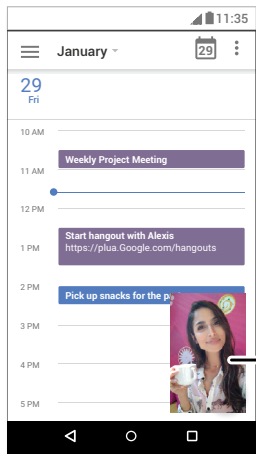 11:35
January
29
29
Fri
10 AM
Weekly Project Meeting
11 AM
12 PM
Start hangout with Alexis
https://plua.Google.com/hangouts
1 PM
2 PM
Pick up snacks for the
3 PM
4 PM
5 PM